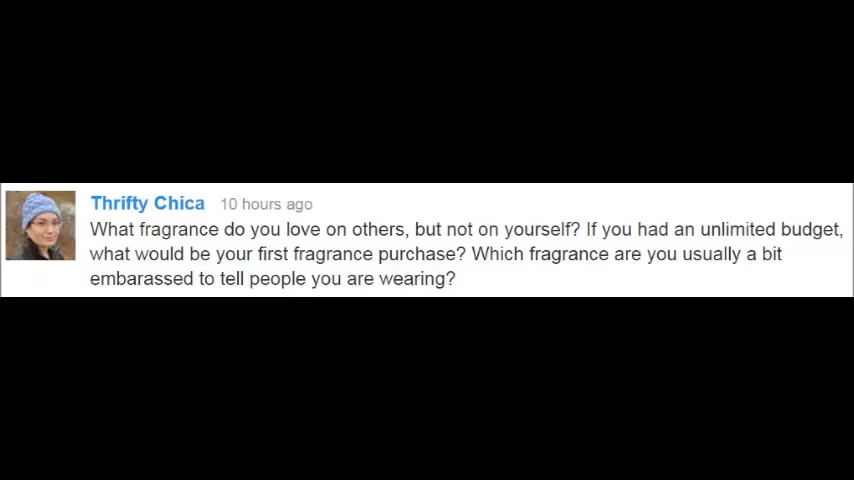 Thrifty Chica 10 hours ago
What fragrance do you love on others, but not on yourself? If you had an unlimited budget,
what would be your first fragrance purchase? Which fragrance are you usually a bit
embarassed to tell people you are wearing?